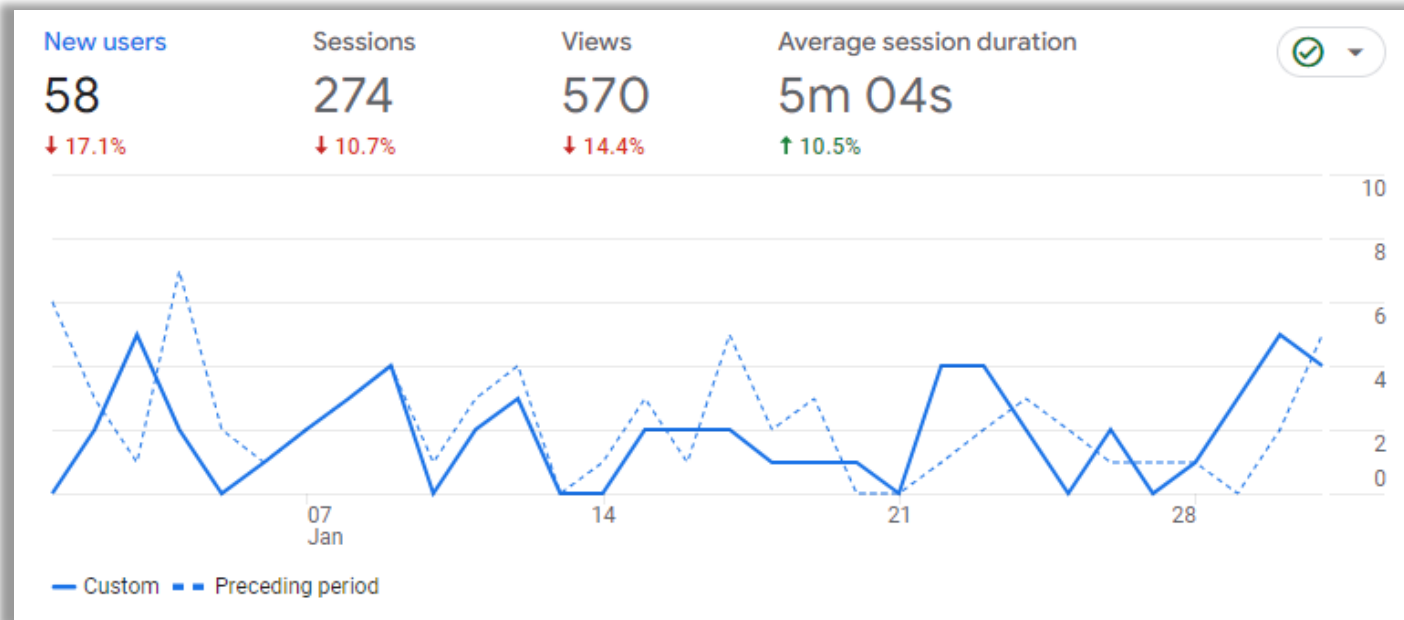 New users Sessions Views Average session duration
58 274 570 5m 04s
↓ 17.1% ↓ 10.7% ↓ 14.4% ↑ 10.5%
10
8
6
4
2
0
07 14 21 28
Jan
Custom Preceding period